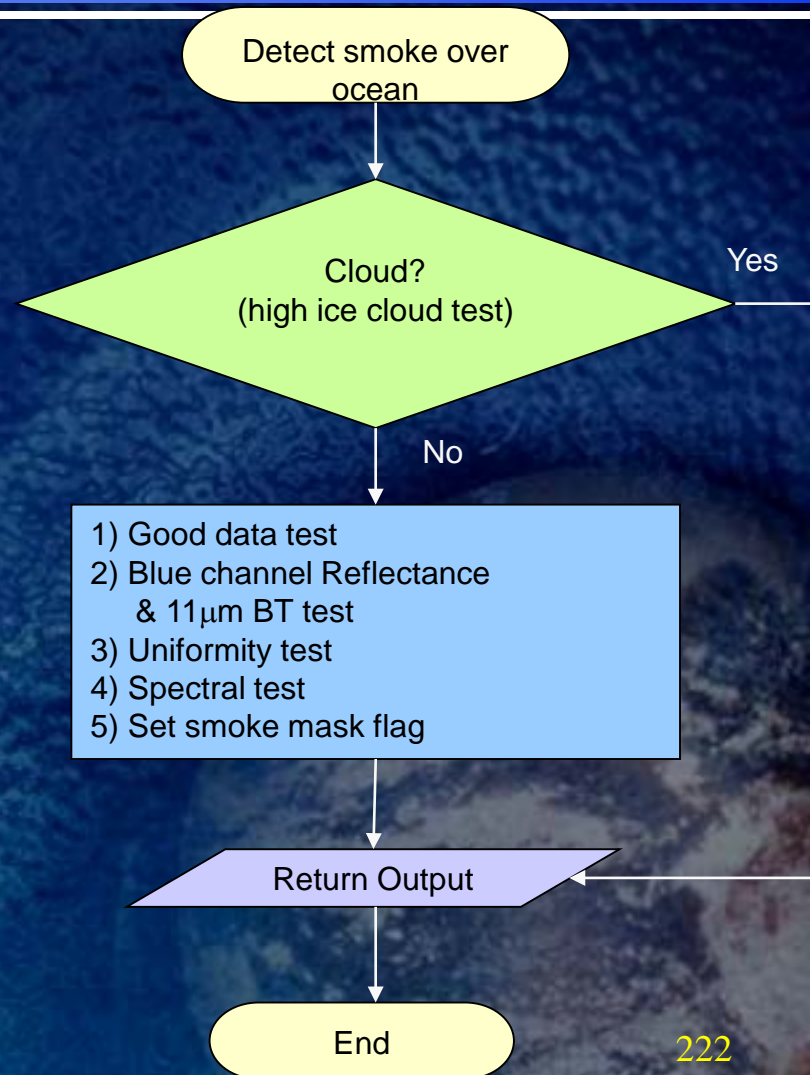 Detect smoke over
ocean
Cloud?
(high ice cloud test)
Yes
No
1) Good data test
2) Blue channel Reflectance
& 11μm BT test
3) Uniformity test
4) Spectral test
5) Set smoke mask flag
Return Output
End
222